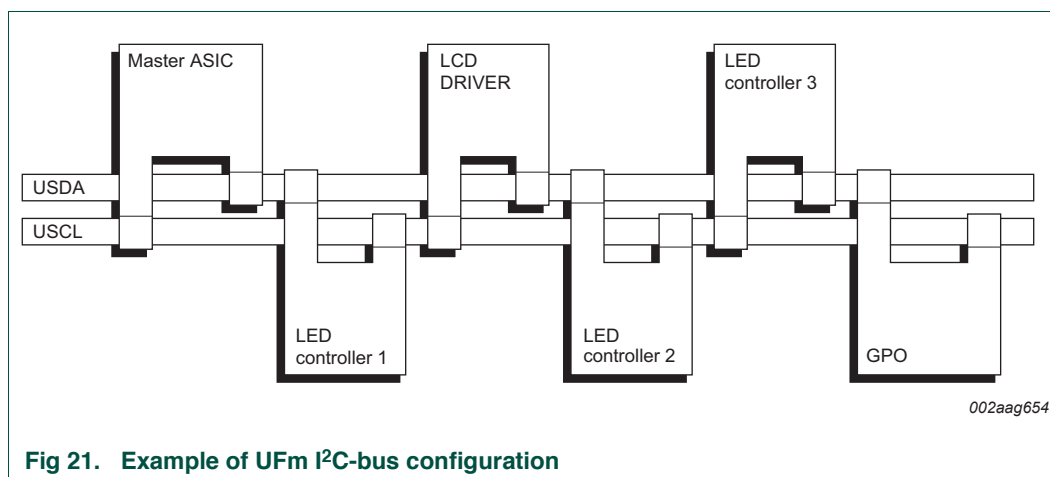 Master ASIC
LCD
DRIVER
LED
controller 3
USDA
USCL
LED
controller 1
LED
controller 2
GPO
002aag654
Fig 21. Example of UFm I²C-bus configuration